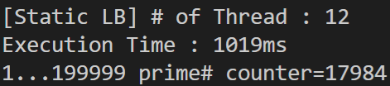 [Static LB] # of Thread : 12
Execution Time : 1019ms
1...199999 prime# counter=17984